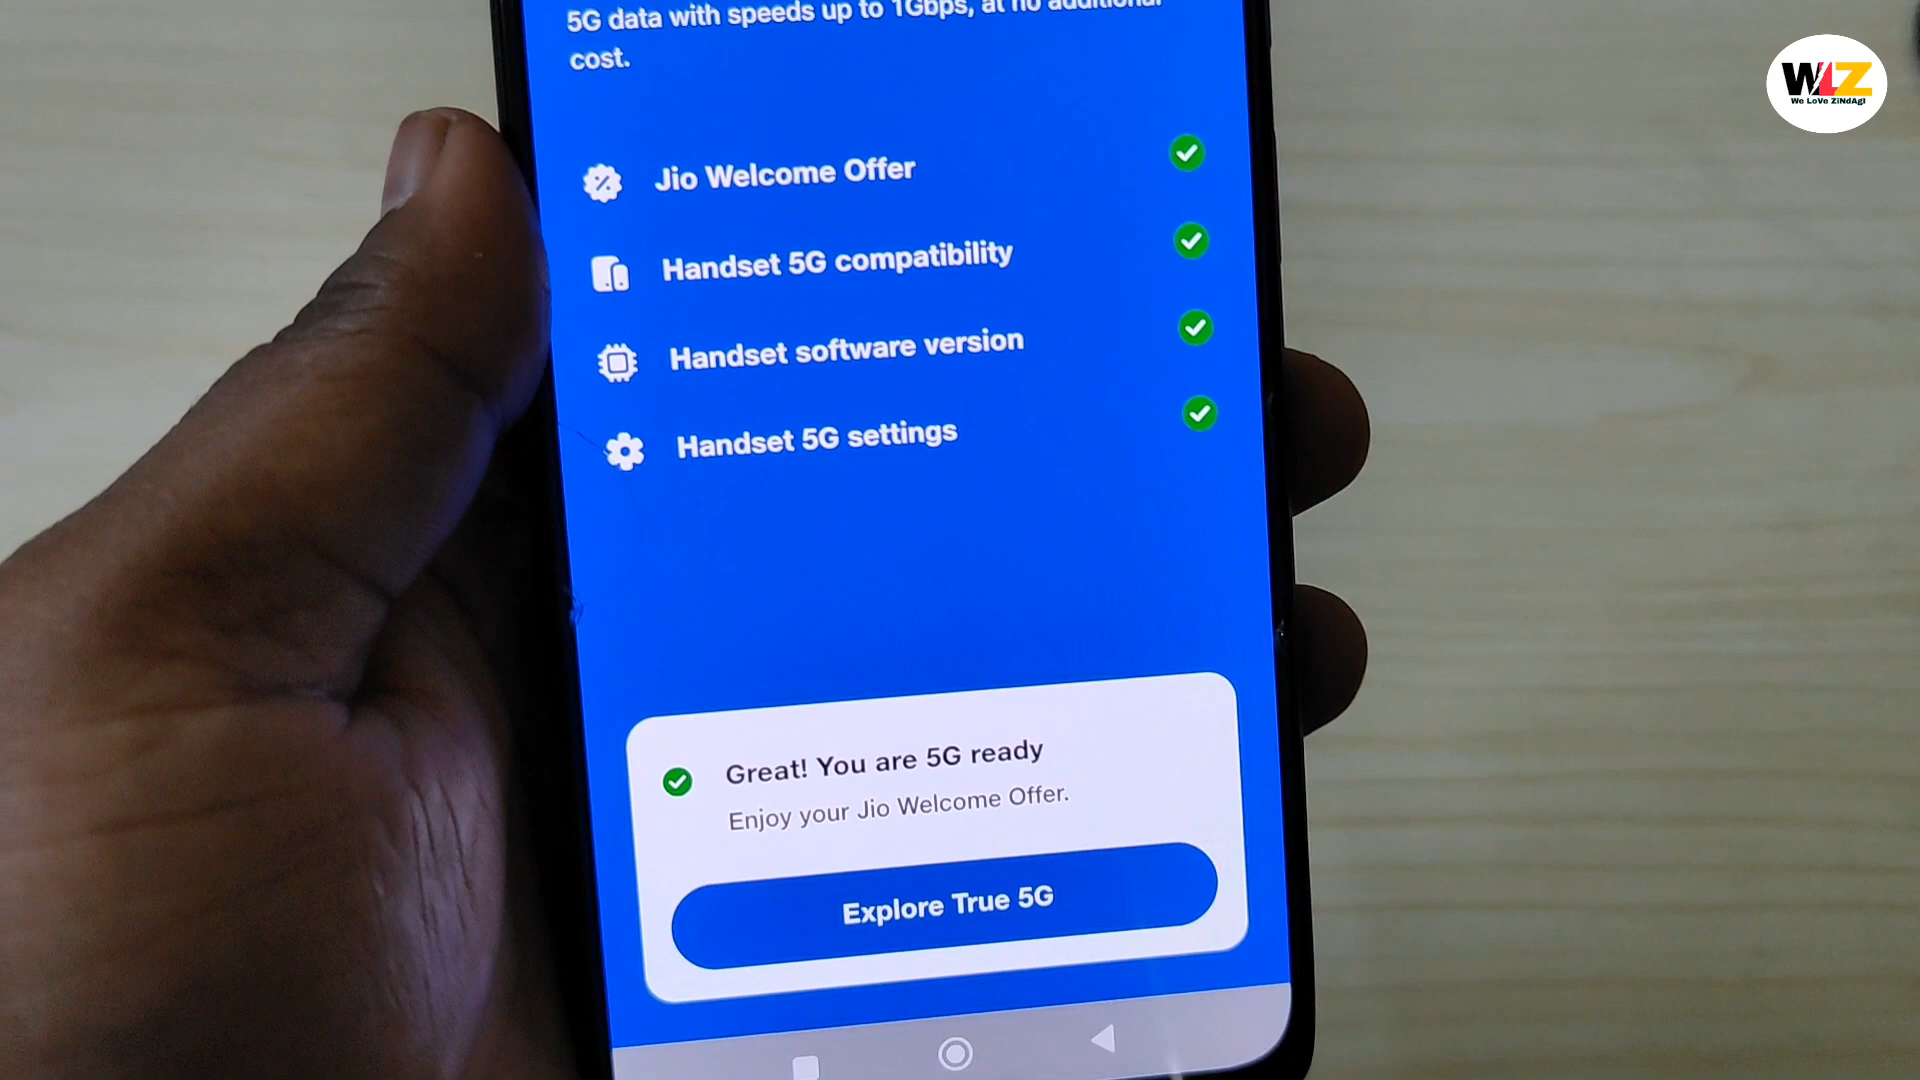 5G data with speeds up to 1Gbps, at no additional
cost.
Jio Welcome Offer
Handset 5G compatibility
Handset software version
Handset 5G settings
Great! You are 5G ready
Enjoy your Jio Welcome Offer.
Explore True 5G
WLZ
We LoVe ZiNdAgI